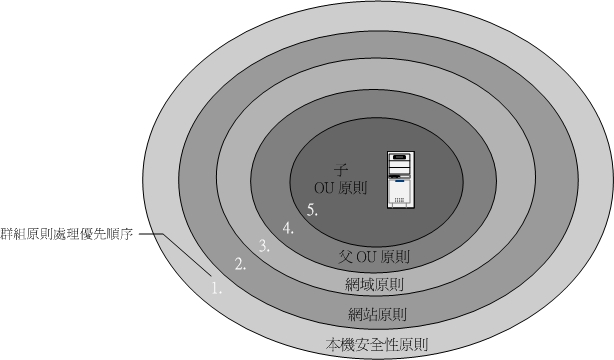 子
OU 原則
5.
4.
父 OU 原則
3.
網域原則
群組原則處理優先順序
2.
網站原則
1.
本機安全性原則